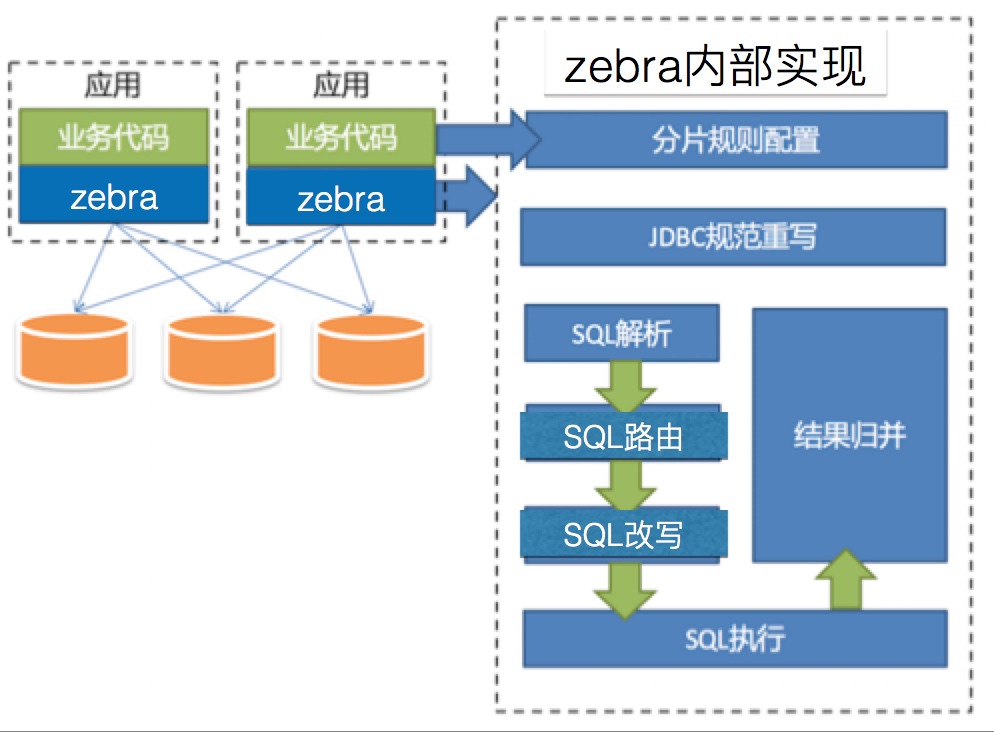 应用
业务代码
zebra
应用
业务代码
zebra
zebra内部实现
分片规则配置
JDBC规范重写
SQL解析
SQL路由
SQL改写
结果归并
SQL执行